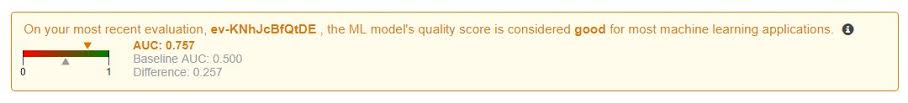 On your most recent evaluation, ev-KNhJcBfQtDE , the ML model's quality score is considered good for most machine learning applications.
AUC: 0.757
Baseline AUC: 0.500
Difference: 0.257
0 1